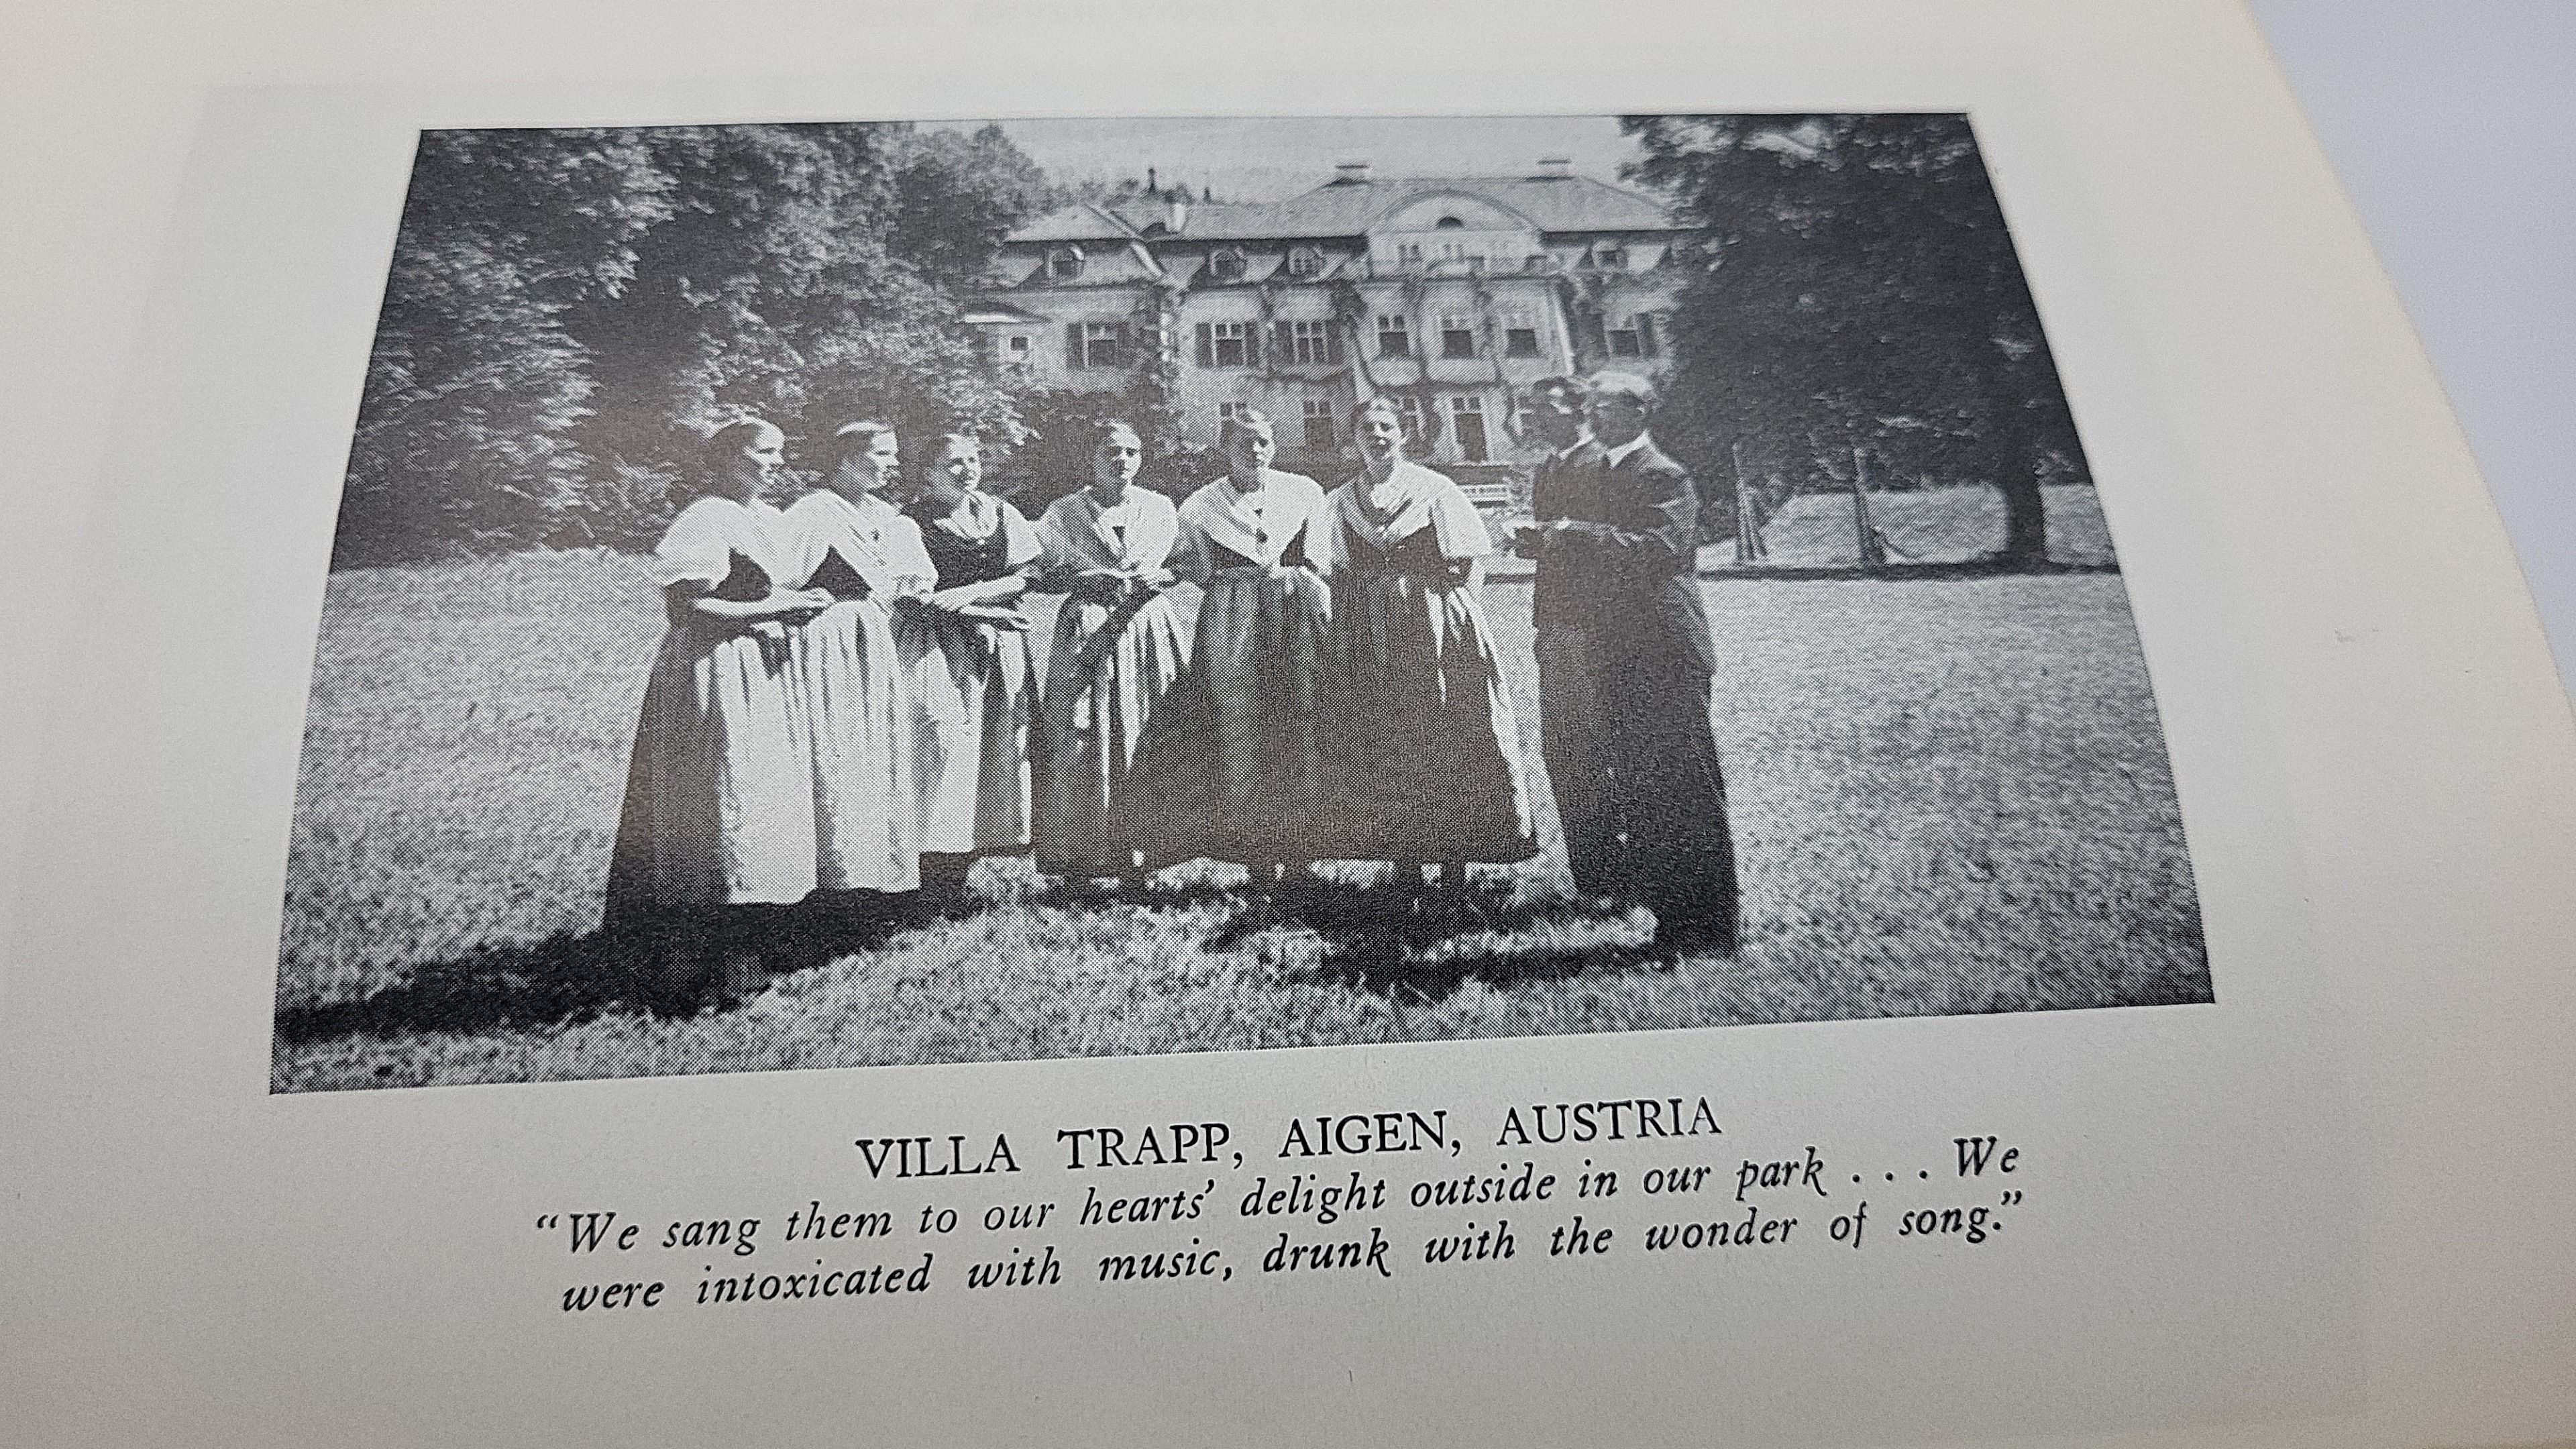 VILLA TRAPP, AIGEN, AUSTRIA
“We sang them to our hearts’ delight outside in our park . . . We
were intoxicated with music, drunk with the wonder of song.”